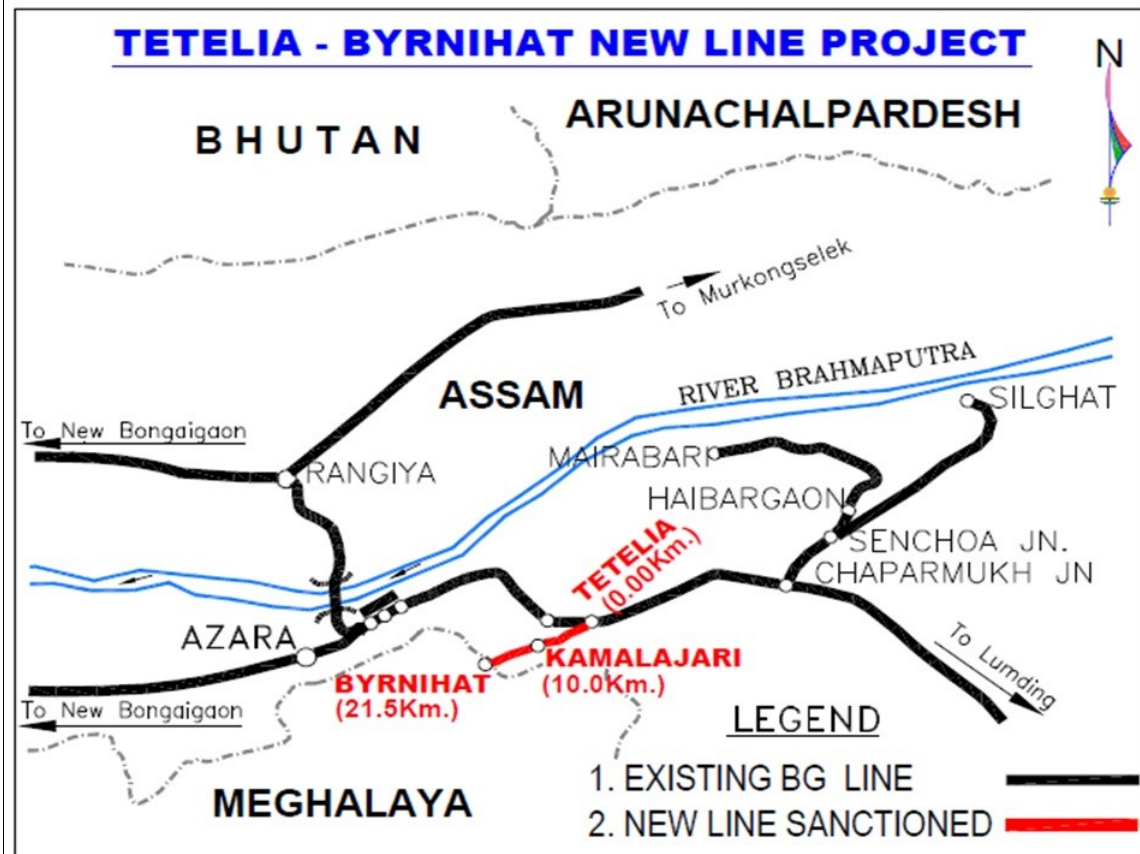 TETELIA - BYRNIHAT NEW LINE PROJECT
N
BHUTAN
ARUNACHALPARDESH
To Murkongselek
ASSAM
RIVER BRAHMAPUTRA
SILGHAT
To New Bongaigaon
RANGIYA
MAIRABARI
HAIBARGAON
SENCHOA JN.
CHAPARMUKH JN
TETELIA
(0.00Km.)
AZARA
KAMALAJARI
(10.0Km.)
BYRNIHAT
(21.5Km.)
To Lumding
To New Bongaigaon
MEGHALAYA
LEGEND
1. EXISTING BG LINE
2. NEW LINE SANCTIONED